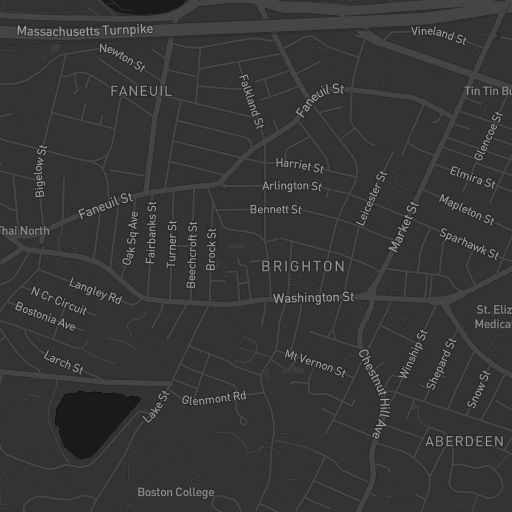 Massachusetts Turnpike
Vineland St
Newton St
FANEUIL
Falkland St
Faneuil St
Tin Tin Bu
Glencoe St
Bigelow St
Harriet St
Elmira St
Arlington St
Leicester St
Faneuil St
Bennett St
Mapleton St
Thai North
Oak Sq Ave
Fairbanks St
Turner St
Beechcroft St
Brock St
Market St
Sparhawk St
BRIGHTON
Langley Rd
Washington St
N Cr Circuit
Bostonia Ave
St. Eliz
Medica
Larch St
Mt Vernon St
Winship St
Shepard St
Chestnut Hill Ave
Snow St
Lake St
Glenmont Rd
ABERDEEN
Boston College